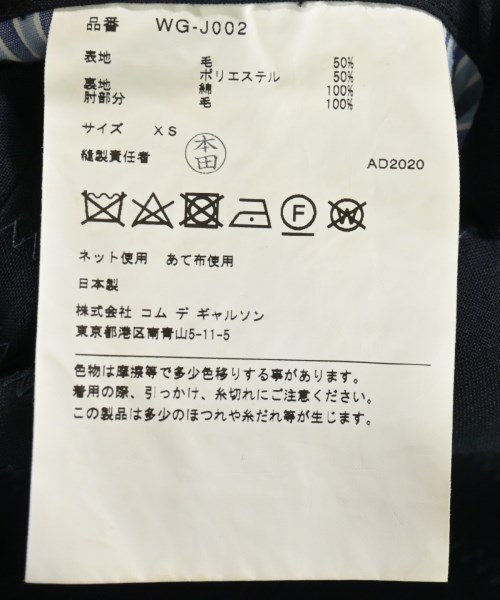 品番 WG-J002
表地 毛 50%
ポリエステル 50%
裏地 綿 100%
肘部分 毛 100%
サイズ XS
縫製責任者 本田 AD2020
F W
ネット使用 あて布使用
日本製
株式会社 コム デ ギャルソン
東京都港区南青山5-11-5
色物は摩擦等で多少色移りする事があります。
着用の際、引っかけ、糸切れにご注意ください。
この製品は多少のほつれや糸だれ等が生じます。